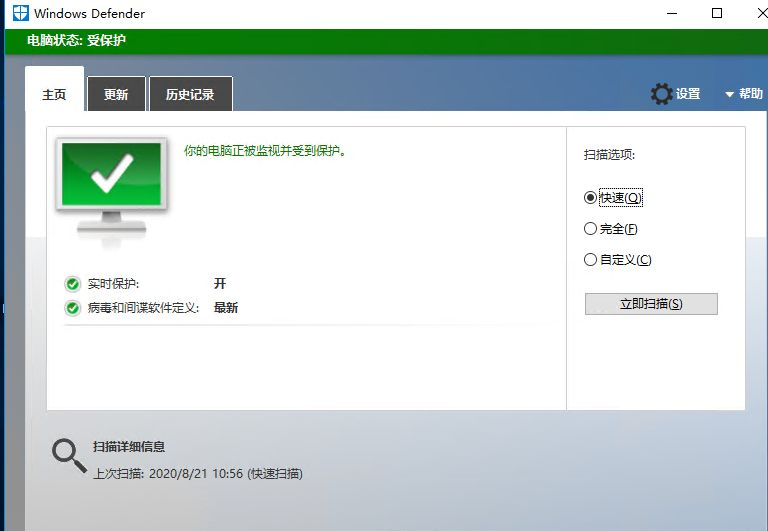 Windows Defender
电脑状态: 受保护
主页
更新
历史记录
设置
帮助
你的电脑正被监视并受到保护。
实时保护:
开
病毒和间谍软件定义:
最新
扫描选项:
快速(Q)
完全(F)
自定义(C)
立即扫描(S)
扫描详细信息
上次扫描: 2020/8/21 10:56 (快速扫描)